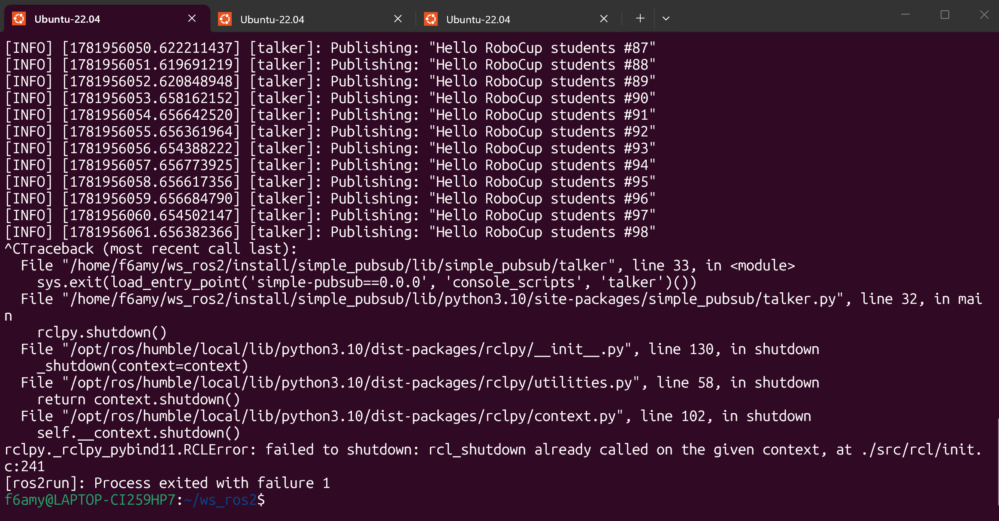 Ubuntu-22.04
Ubuntu-22.04
Ubuntu-22.04
[INFO] [1781956050.622211437] [talker]: Publishing: "Hello RoboCup students #87"
[INFO] [1781956051.619691219] [talker]: Publishing: "Hello RoboCup students #88"
[INFO] [1781956052.620848948] [talker]: Publishing: "Hello RoboCup students #89"
[INFO] [1781956053.658162152] [talker]: Publishing: "Hello RoboCup students #90"
[INFO] [1781956054.656642520] [talker]: Publishing: "Hello RoboCup students #91"
[INFO] [1781956055.656361964] [talker]: Publishing: "Hello RoboCup students #92"
[INFO] [1781956056.654388222] [talker]: Publishing: "Hello RoboCup students #93"
[INFO] [1781956057.656773925] [talker]: Publishing: "Hello RoboCup students #94"
[INFO] [1781956058.656617356] [talker]: Publishing: "Hello RoboCup students #95"
[INFO] [1781956059.656684790] [talker]: Publishing: "Hello RoboCup students #96"
[INFO] [1781956060.654502147] [talker]: Publishing: "Hello RoboCup students #97"
[INFO] [1781956061.656382366] [talker]: Publishing: "Hello RoboCup students #98"
^CTraceback (most recent call last):
  File "/home/f6amy/ws_ros2/install/simple_pubsub/lib/simple_pubsub/talker", line 33, in <module>
    sys.exit(load_entry_point('simple-pubsub==0.0.0', 'console_scripts', 'talker')())
  File "/home/f6amy/ws_ros2/install/simple_pubsub/lib/python3.10/site-packages/simple_pubsub/talker.py", line 32, in mai
n
    rclpy.shutdown()
  File "/opt/ros/humble/local/lib/python3.10/dist-packages/rclpy/__init__.py", line 130, in shutdown
    _shutdown(context=context)
  File "/opt/ros/humble/local/lib/python3.10/dist-packages/rclpy/utilities.py", line 58, in shutdown
    return context.shutdown()
  File "/opt/ros/humble/local/lib/python3.10/dist-packages/rclpy/context.py", line 102, in shutdown
    self.__context.shutdown()
rclpy._rclpy_pybind11.RCLError: failed to shutdown: rcl_shutdown already called on the given context, at ./src/rcl/init.
c:241
[ros2run]: Process exited with failure 1
f6amy@LAPTOP-CI259HP7:~/ws_ros2$